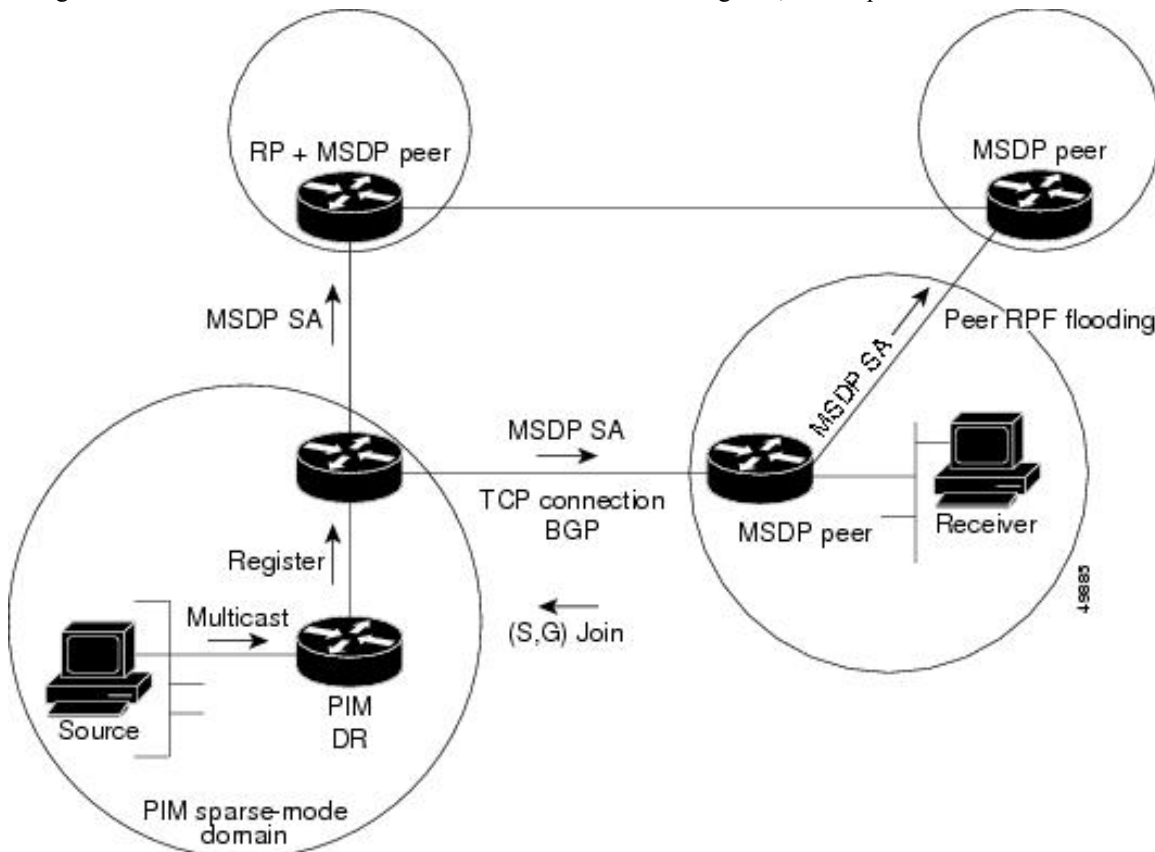 RP + MSDP peer
MSDP peer
MSDP SA
Peer RPF flooding
MSDP SA
MSDP SA
TCP connection
BGP
MSDP peer
Receiver
Register
Multicast
(S,G) Join
Source
PIM
DR
PIM sparse-mode
domain
49885